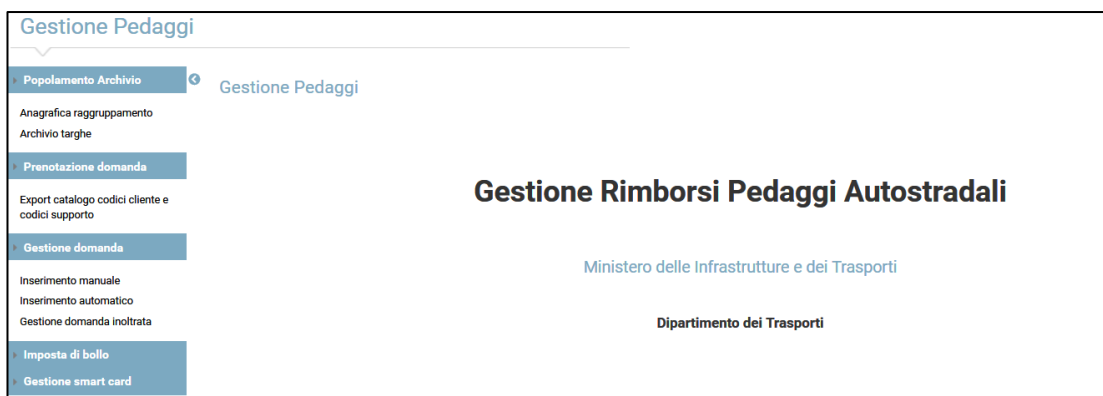 Gestione Pedaggi
Popolamento Archivio
Anagrafica raggruppamento
Archivio targhe
Prenotazione domanda
Export catalogo codici cliente e
codici supporto
Gestione domanda
Inserimento manuale
Inserimento automatico
Gestione domanda inoltrata
Imposta di bollo
Gestione smart card
Gestione Pedaggi
Gestione Rimborsi Pedaggi Autostradali
Ministero delle Infrastrutture e dei Trasporti
Dipartimento dei Trasporti